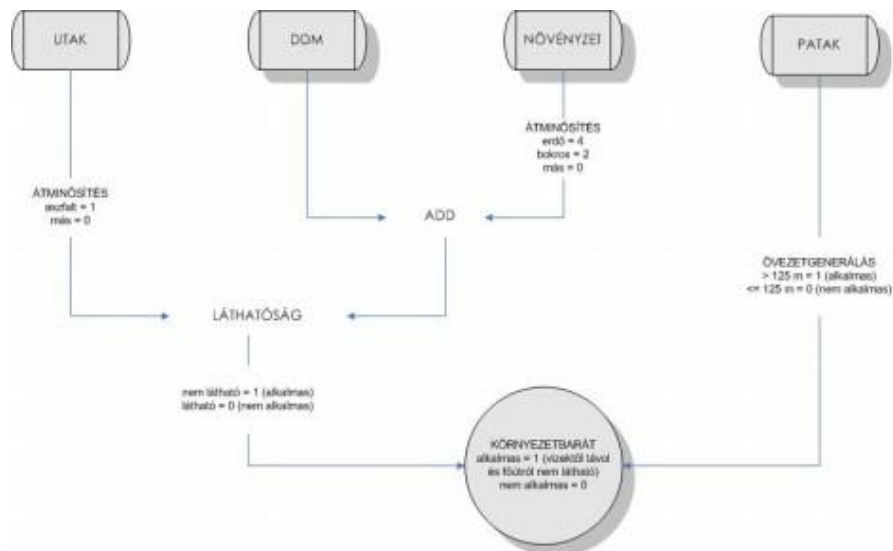 UTAK
DOM
NÖVÉNYZET
PATAK
ÁTMINŐSÍTÉS
erdő = 4
bokros = 2
más = 0
ÁTMINŐSÍTÉS
aszfalt = 1
más = 0
ADD
ÖVEZETGENERÁLÁS
> 125 m = 1 (alkalmas)
<= 125 m = 0 (nem alkalmas)
LÁTHATÓSÁG
nem látható = 1 (alkalmas)
látható = 0 (nem alkalmas)
KÖRNYEZETBARÁT
alkalmas = 1 (vizektől távol
és főútról nem látható)
nem alkalmas = 0